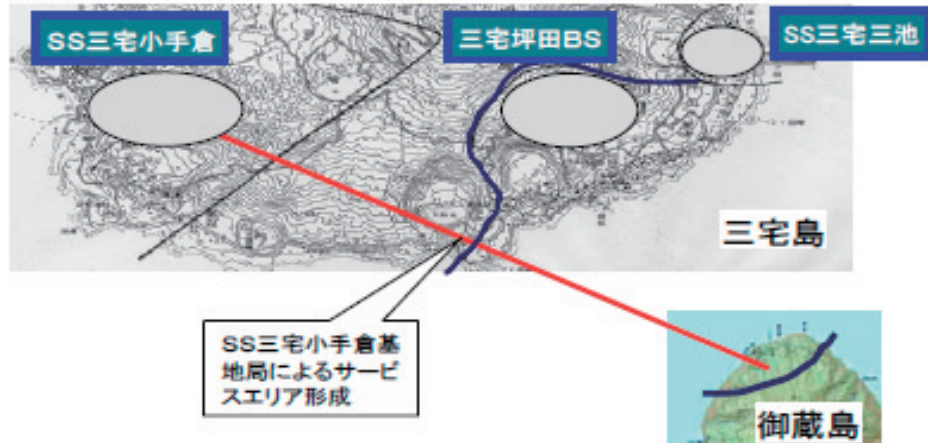 SS三宅小手倉
三宅坪田BS
SS三宅三池
三宅島
SS三宅小手倉基
地局によるサービ
スエリア形成
御蔵島